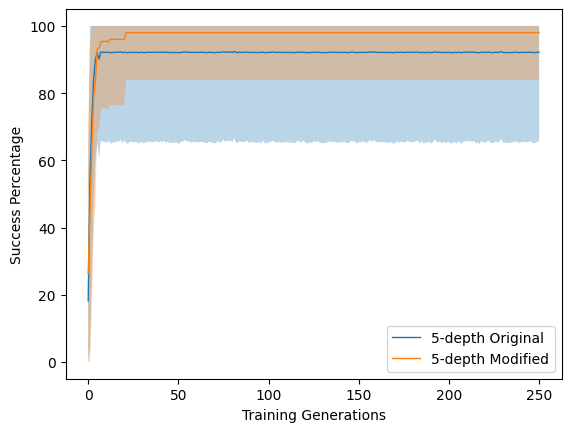 100
80
60
40
20
0
Success Percentage
5-depth Original
5-depth Modified
0 50 100 150 200 250
Training Generations